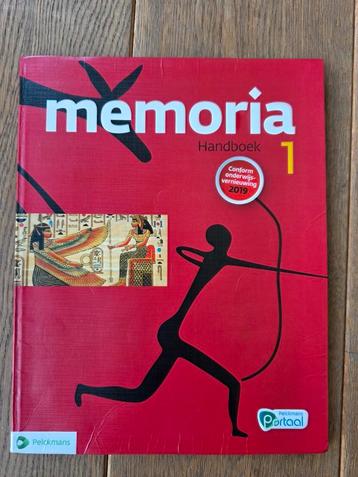 memoria
Handboek 1
Conform
onderwijs-
vernieuwing
2019
Pelckmans
Portaal
Pelckmans